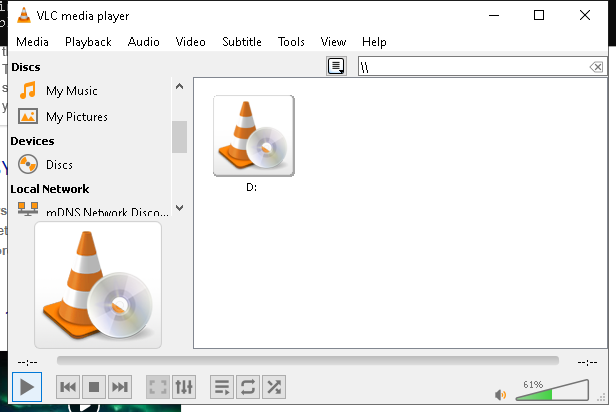 VLC media player
Media Playback Audio Video Subtitle Tools View Help
Discs
\\
My Music
My Pictures
Devices
Discs
Local Network
mDNS Network Disco...
D:
--:--
--:--
61%